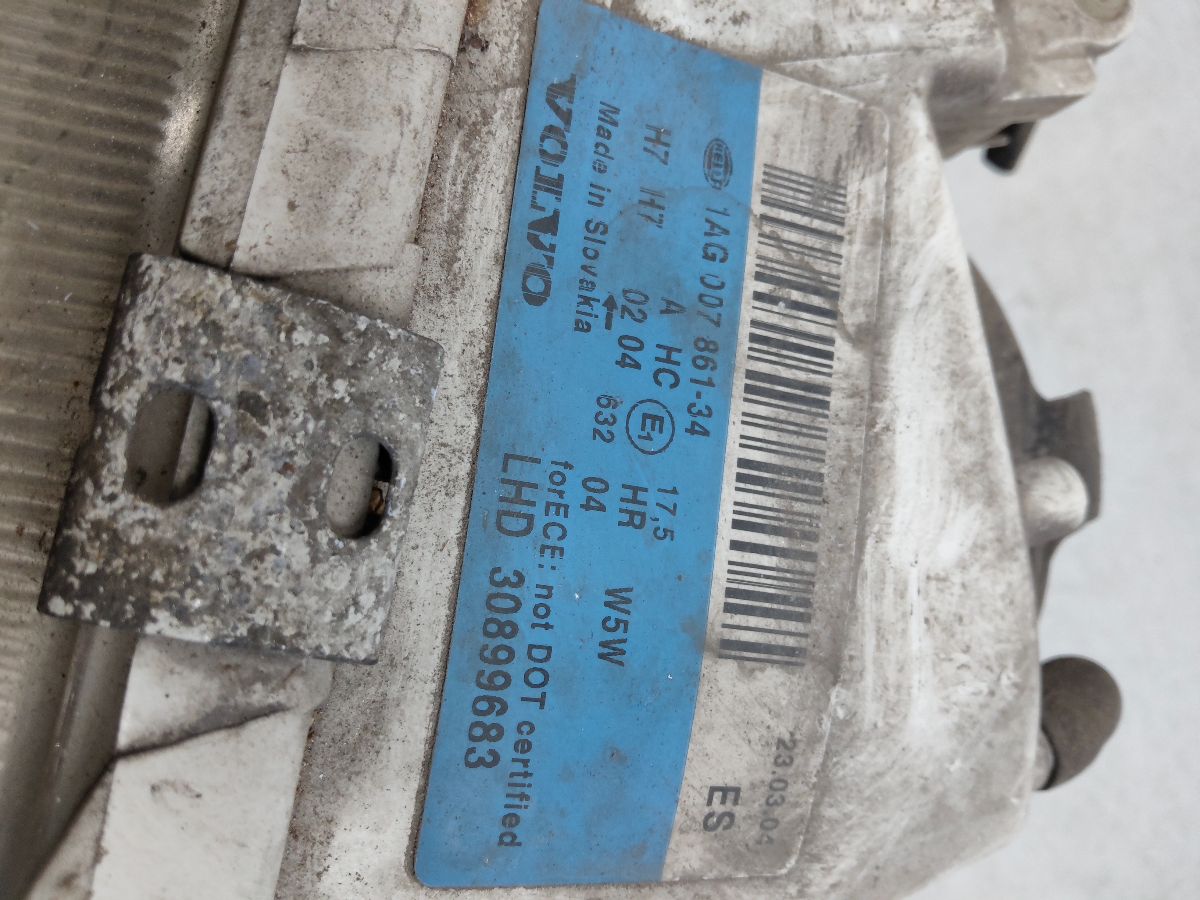 HELLA 1AG 007 861-34 17,5
H7 H7 A HC E1 HR W5W
02 04 632 04
Made in Slovakia
forECE: not DOT certified
VOLVO LHD 30899683
23.03.04
ES